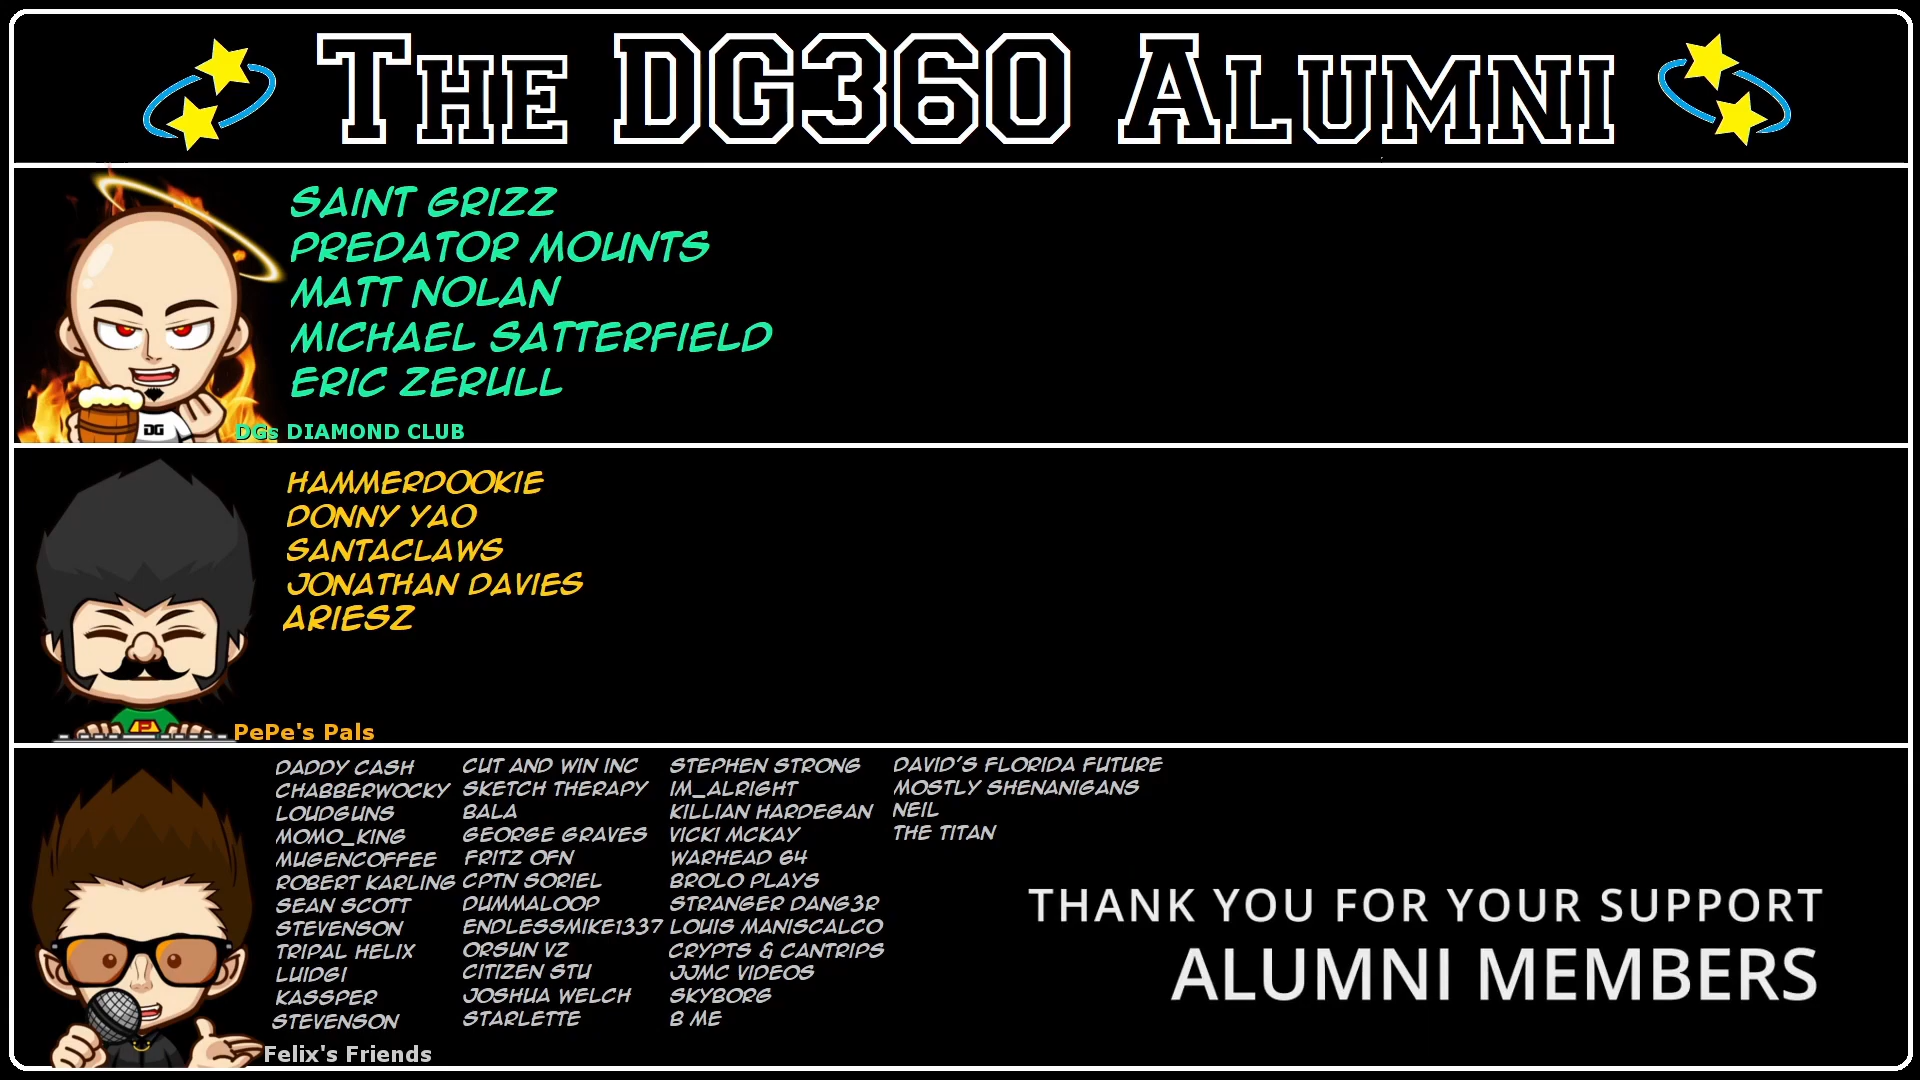 THE DG360 ALUMNI
SAINT GRIZZ
PREDATOR MOUNTS
MATT NOLAN
MICHAEL SATTERFIELD
ERIC ZERULL
DG
DGs DIAMOND CLUB
HAMMERDOOKIE
DONNY YAO
SANTACLAWS
JONATHAN DAVIES
ARIESZ
P
PePe's Pals
DADDY CASH
CHABBERWOCKY
LOUDGUNS
MOMO_KING
MUGENCOFFEE
ROBERT KARLING
SEAN SCOTT
STEVENSON
TRIPAL HELIX
LUIDGI
KASSPER
STEVENSON
CUT AND WIN INC
SKETCH THERAPY
BALA
GEORGE GRAVES
FRITZ OFN
CPTN SORIEL
DUMMALOOP
ENDLESSMIKE1337
ORSUN VZ
CITIZEN STU
JOSHUA WELCH
STARLETTE
STEPHEN STRONG
IM_ALRIGHT
KILLIAN HARDEGAN
VICKI MCKAY
WARHEAD 64
BROLO PLAYS
STRANGER DANG3R
LOUIS MANISCALCO
CRYPTS & CANTRIPS
JJMC VIDEOS
SKYBORG
B ME
DAVID'S FLORIDA FUTURE
MOSTLY SHENANIGANS
NEIL
THE TITAN
Felix's Friends
THANK YOU FOR YOUR SUPPORT
ALUMNI MEMBERS